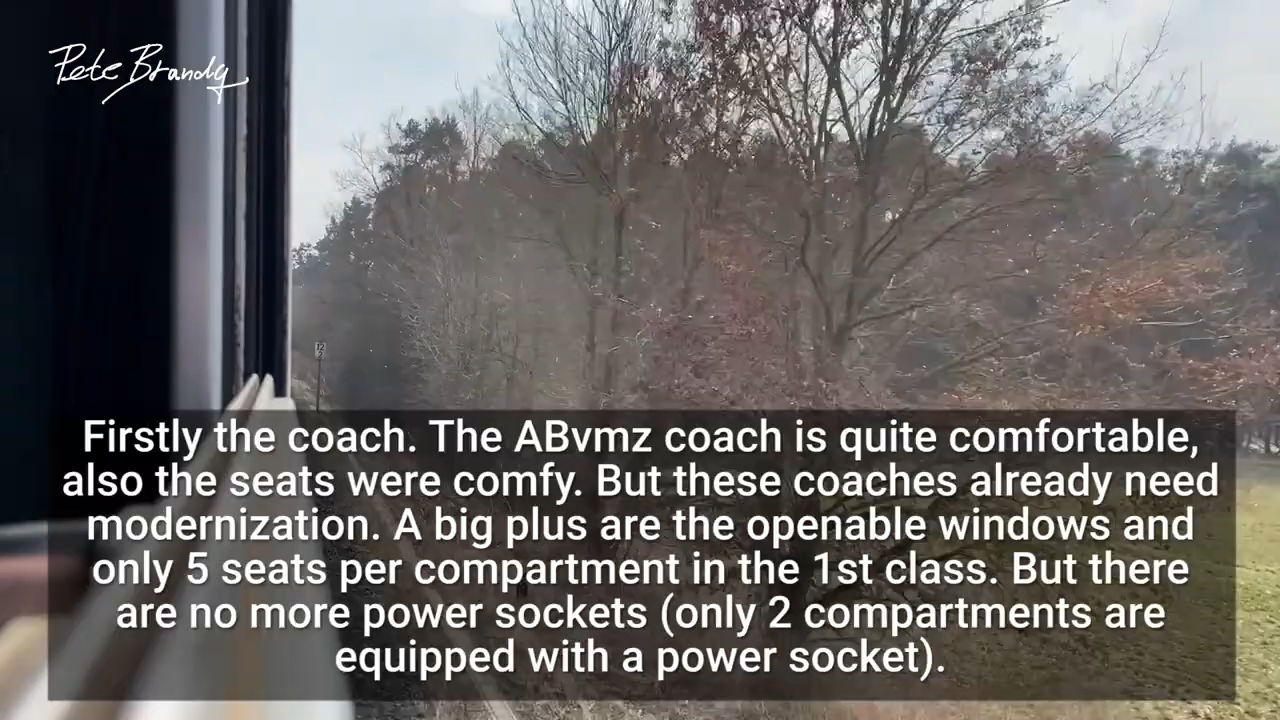 Pete Brandy
12
Firstly the coach. The ABvmz coach is quite comfortable,
also the seats were comfy. But these coaches already need
modernization. A big plus are the openable windows and
only 5 seats per compartment in the 1st class. But there
are no more power sockets (only 2 compartments are
equipped with a power socket).